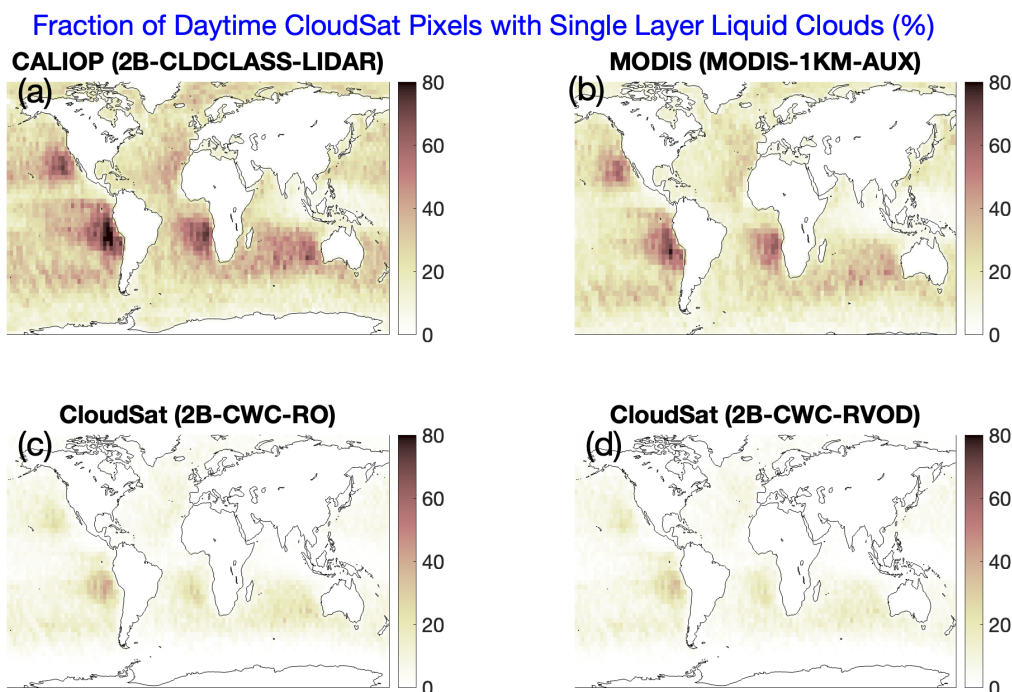 Fraction of Daytime CloudSat Pixels with Single Layer Liquid Clouds (%)
CALIOP (2B-CLDCLASS-LIDAR)
MODIS (MODIS-1KM-AUX)
(a)
80
60
40
20
0
(b)
80
60
40
20
0
CloudSat (2B-CWC-RO)
CloudSat (2B-CWC-RVOD)
(c)
80
60
40
20
0
(d)
80
60
40
20
0